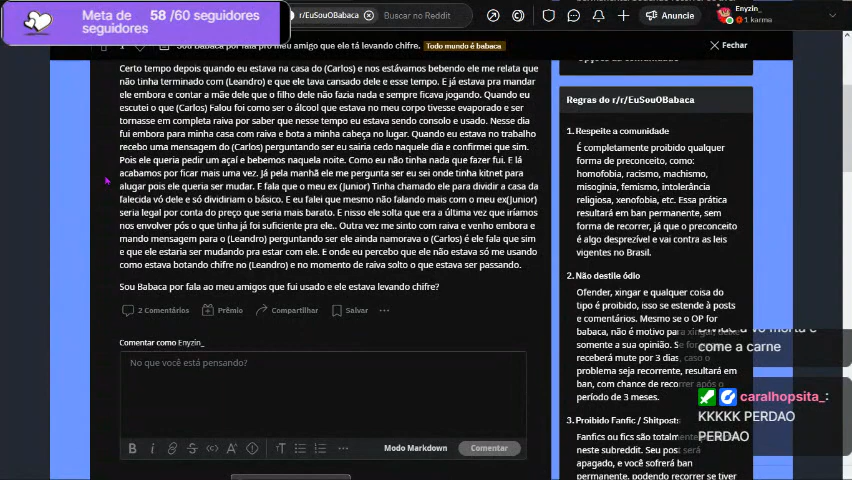 Meta de
seguidores
58 /60 seguidores
r/EuSouOBabaca
Buscar no Reddit
Anuncie
Enyzin_
1 karma
Todo mundo é babaca
Fechar
Certo tempo depois quando eu estava na casa do (Carlos) e nos estávamos bebendo ele me relata que
não tinha terminado com (Leandro) e que ele tava cansado dele e esse tempo. E já estava pra mandar
ele embora e contar a mãe dele que o filho dele não fazia nada e sempre ficava jogando. Quando eu
escutei o que (Carlos) Falou foi como ser o álcool que estava no meu corpo tivesse evaporado e ser
tornasse em completa raiva por saber que nesse tempo eu estava sendo consolo e usado. Nesse dia
fui embora para minha casa com raiva e bota a minha cabeça no lugar. Quando eu estava no trabalho
recebo uma mensagem do (Carlos) perguntando ser eu sairia cedo naquele dia e confirmei que sim.
Pois ele queria pedir um açaí e bebemos naquela noite. Como eu não tinha nada que fazer fui. E lá
acabamos por ficar mais uma vez. Já pela manhã ele me pergunta ser eu sei onde tinha kitnet para
alugar pois ele queria ser mudar. E fala que o meu ex (Junior) Tinha chamado ele para dividir a casa da
falecida vó dele e só dividiriam o básico. E eu falei que mesmo não falando mais com o meu ex(Junior)
seria legal por conta do preço que seria mais barato. E nisso ele solta que era a última vez que iríamos
nos envolver pós o que tinha já foi suficiente pra ele.. Outra vez me sinto com raiva e venho embora e
mando mensagem para o (Leandro) perguntando ser ele ainda namorava o (Carlos) é ele fala que sim
e que ele estaria ser mudando pra estar com ele. E onde eu percebo que ele não estava só me usando
como estava botando chifre no (Leandro) e no momento de raiva solto o que estava ser passando.
Sou Babaca por fala ao meu amigos que fui usado e ele estava levando chifre?
2 Comentários
Prêmio
Compartilhar
Salvar
Comentar como Enyzin_
No que você está pensando?
Modo Markdown
Comentar
Regras do r/r/EuSouOBabaca
1. Respeite a comunidade
É completamente proibido qualquer
forma de preconceito, como:
homofobia, racismo, machismo,
misoginia, femismo, intolerância
religiosa, xenofobia, etc. Essa prática
resultará em ban permanente, sem
forma de recorrer, já que o preconceito
é algo desprezível e vai contra as leis
vigentes no Brasil.
2. Não destile ódio
Ofender, xingar e qualquer coisa do
tipo é proibido, isso se estende à posts
e comentários. Mesmo se o OP for
babaca, não é motivo para
somente a sua opinião. Se
receberá mute por 3 dias, caso o
problema seja recorrente, resultará em
ban, com chance de recorrer após o
período de 3 meses.
3. Proibido Fanfic / Shitposts
Fanfics ou fics são
neste subreddit. Seu post
apagado, e você sofrerá ban
permanente, podendo recorrer se tiver
come a carne
caralhopsita_:
KKKKK PERDAO
PERDAO